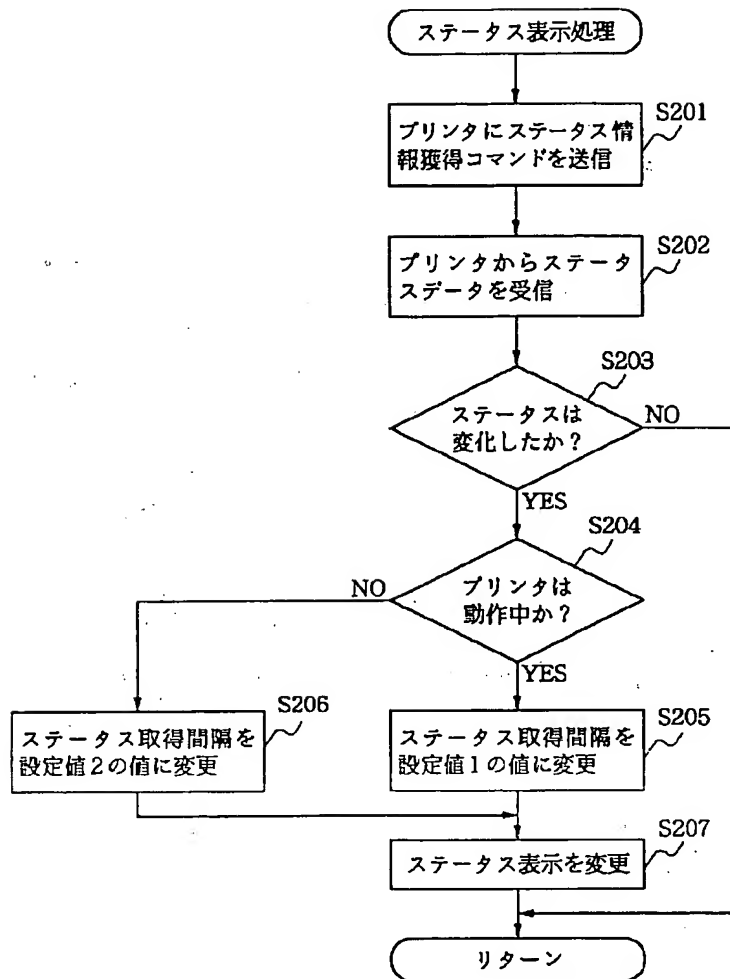 ステータス表示処理
S201
プリンタにステータス情
報獲得コマンドを送信
S202
プリンタからステータ
スデータを受信
S203
ステータスは
変化したか？
NO
YES
S204
プリンタは
動作中か？
NO
YES
S206
ステータス取得間隔を
設定値2の値に変更
S205
ステータス取得間隔を
設定値1の値に変更
S207
ステータス表示を変更
リターン